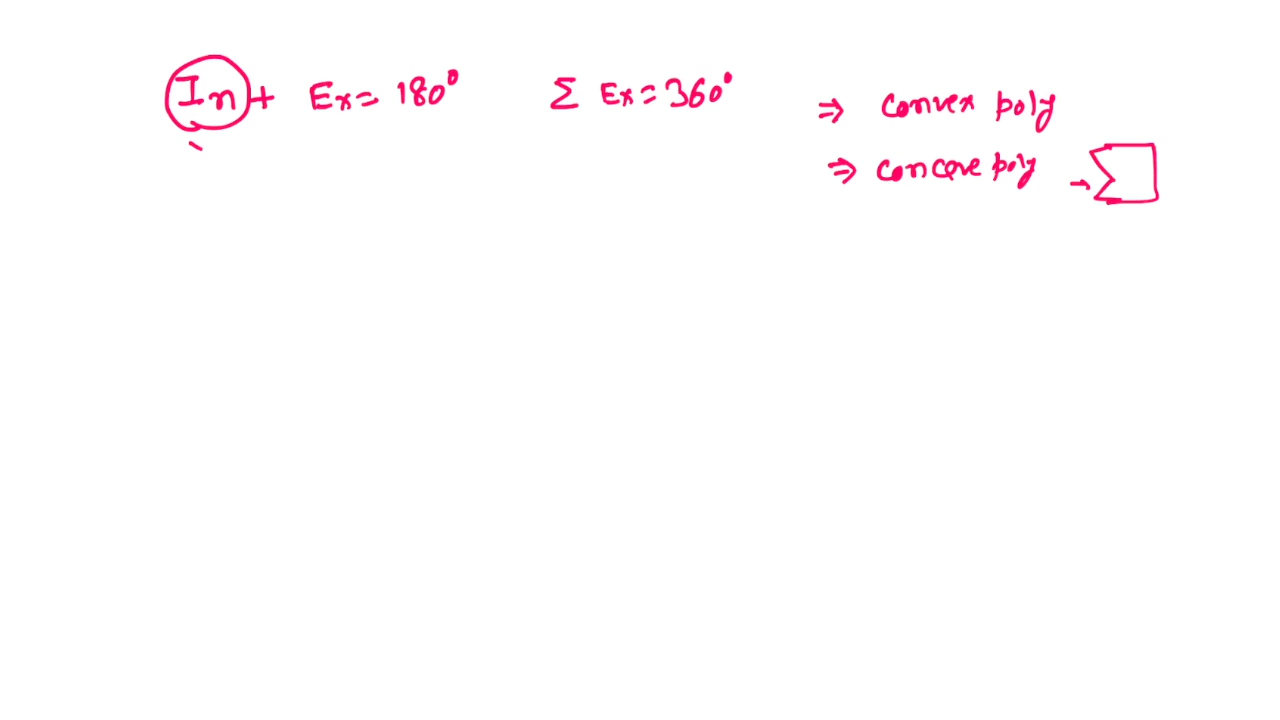 In + Ex = 180° Σ Ex = 360° ⇒ convex poly
⇒ concave poly →